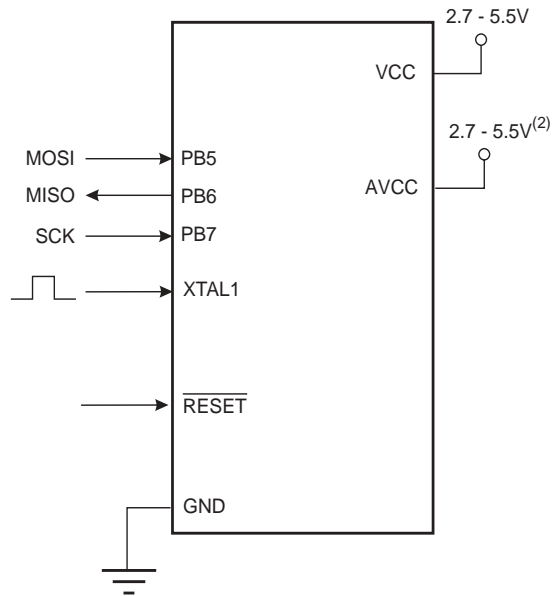 2.7 - 5.5V
VCC
2.7 - 5.5V(2)
MOSI PB5
AVCC
MISO PB6
SCK PB7
XTAL1
RESET
GND